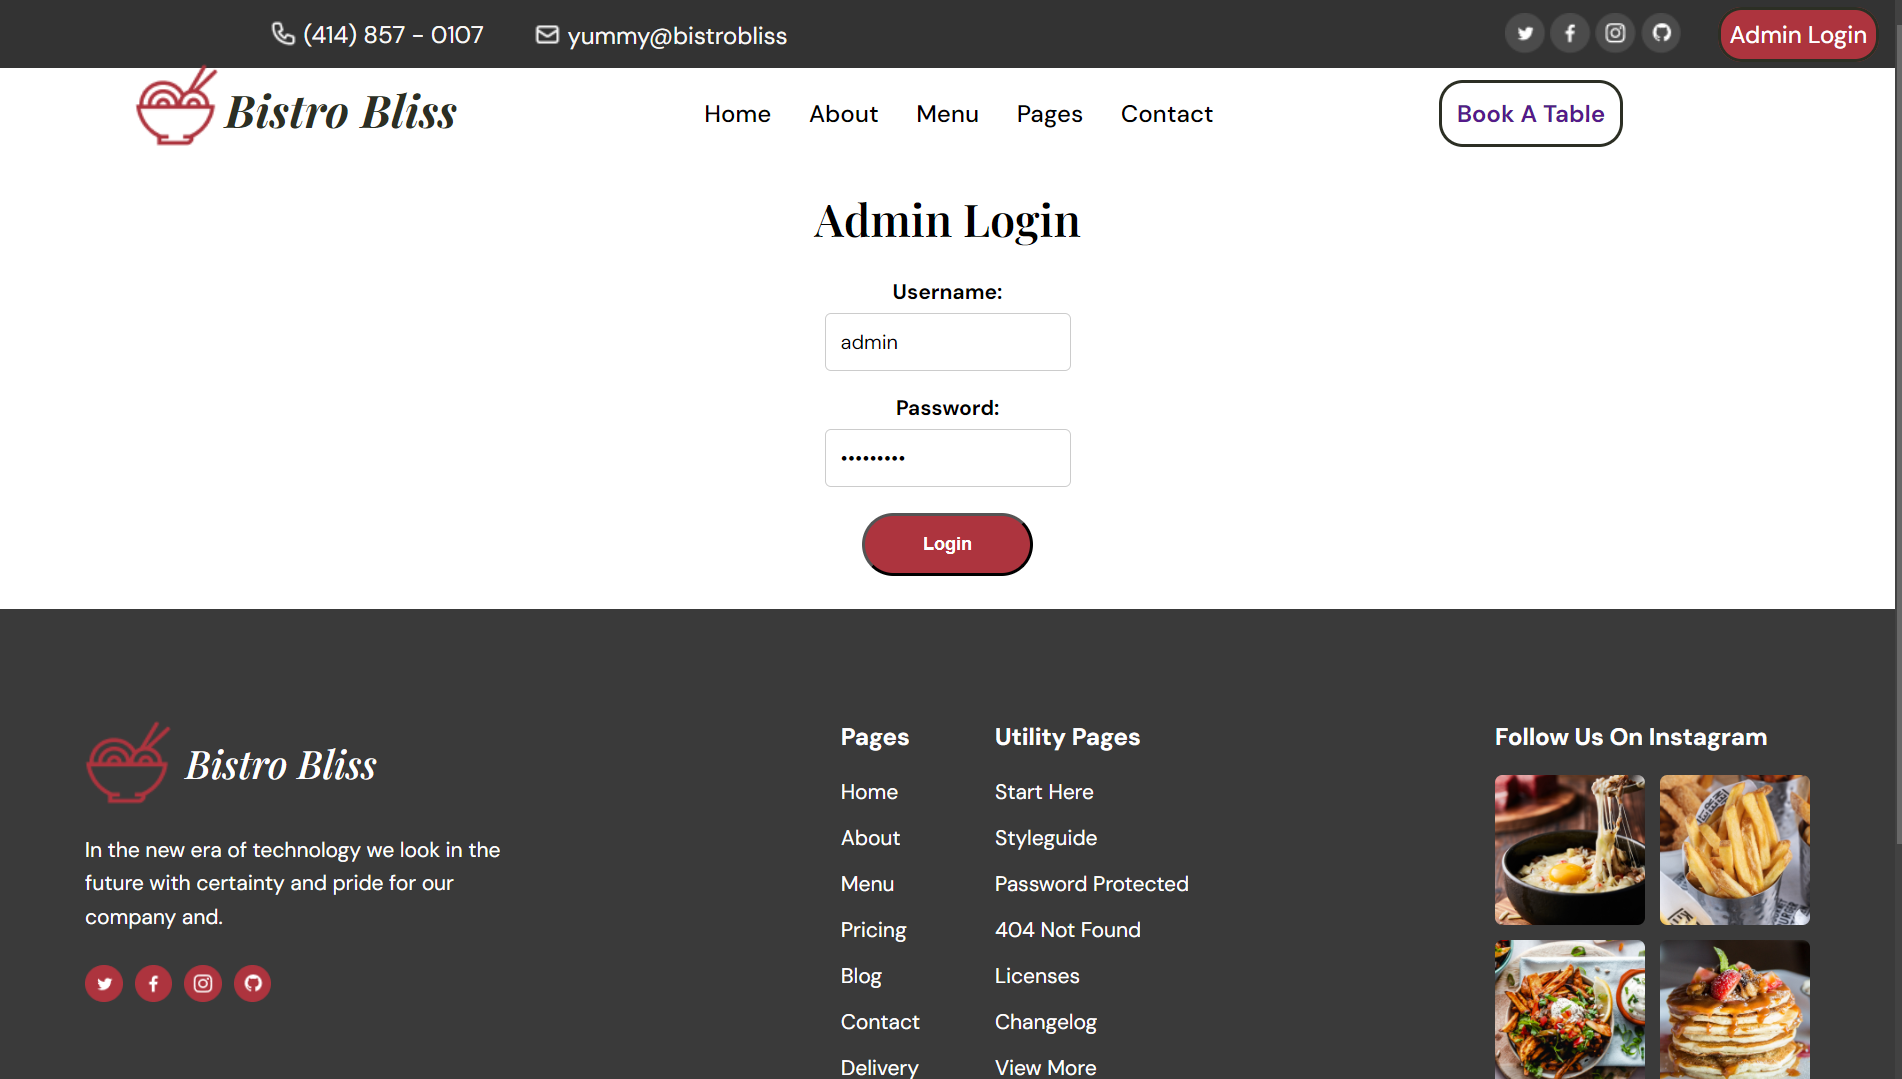 (414) 857 - 0107
yummy@bistrobliss
Admin Login
Bistro Bliss
Home
About
Menu
Pages
Contact
Book A Table
Admin Login
Username:
admin
Password:
•••••••••
Login
Bistro Bliss
In the new era of technology we look in the
future with certainty and pride for our
company and.
Pages
Home
About
Menu
Pricing
Blog
Contact
Delivery
Utility Pages
Start Here
Styleguide
Password Protected
404 Not Found
Licenses
Changelog
View More
Follow Us On Instagram